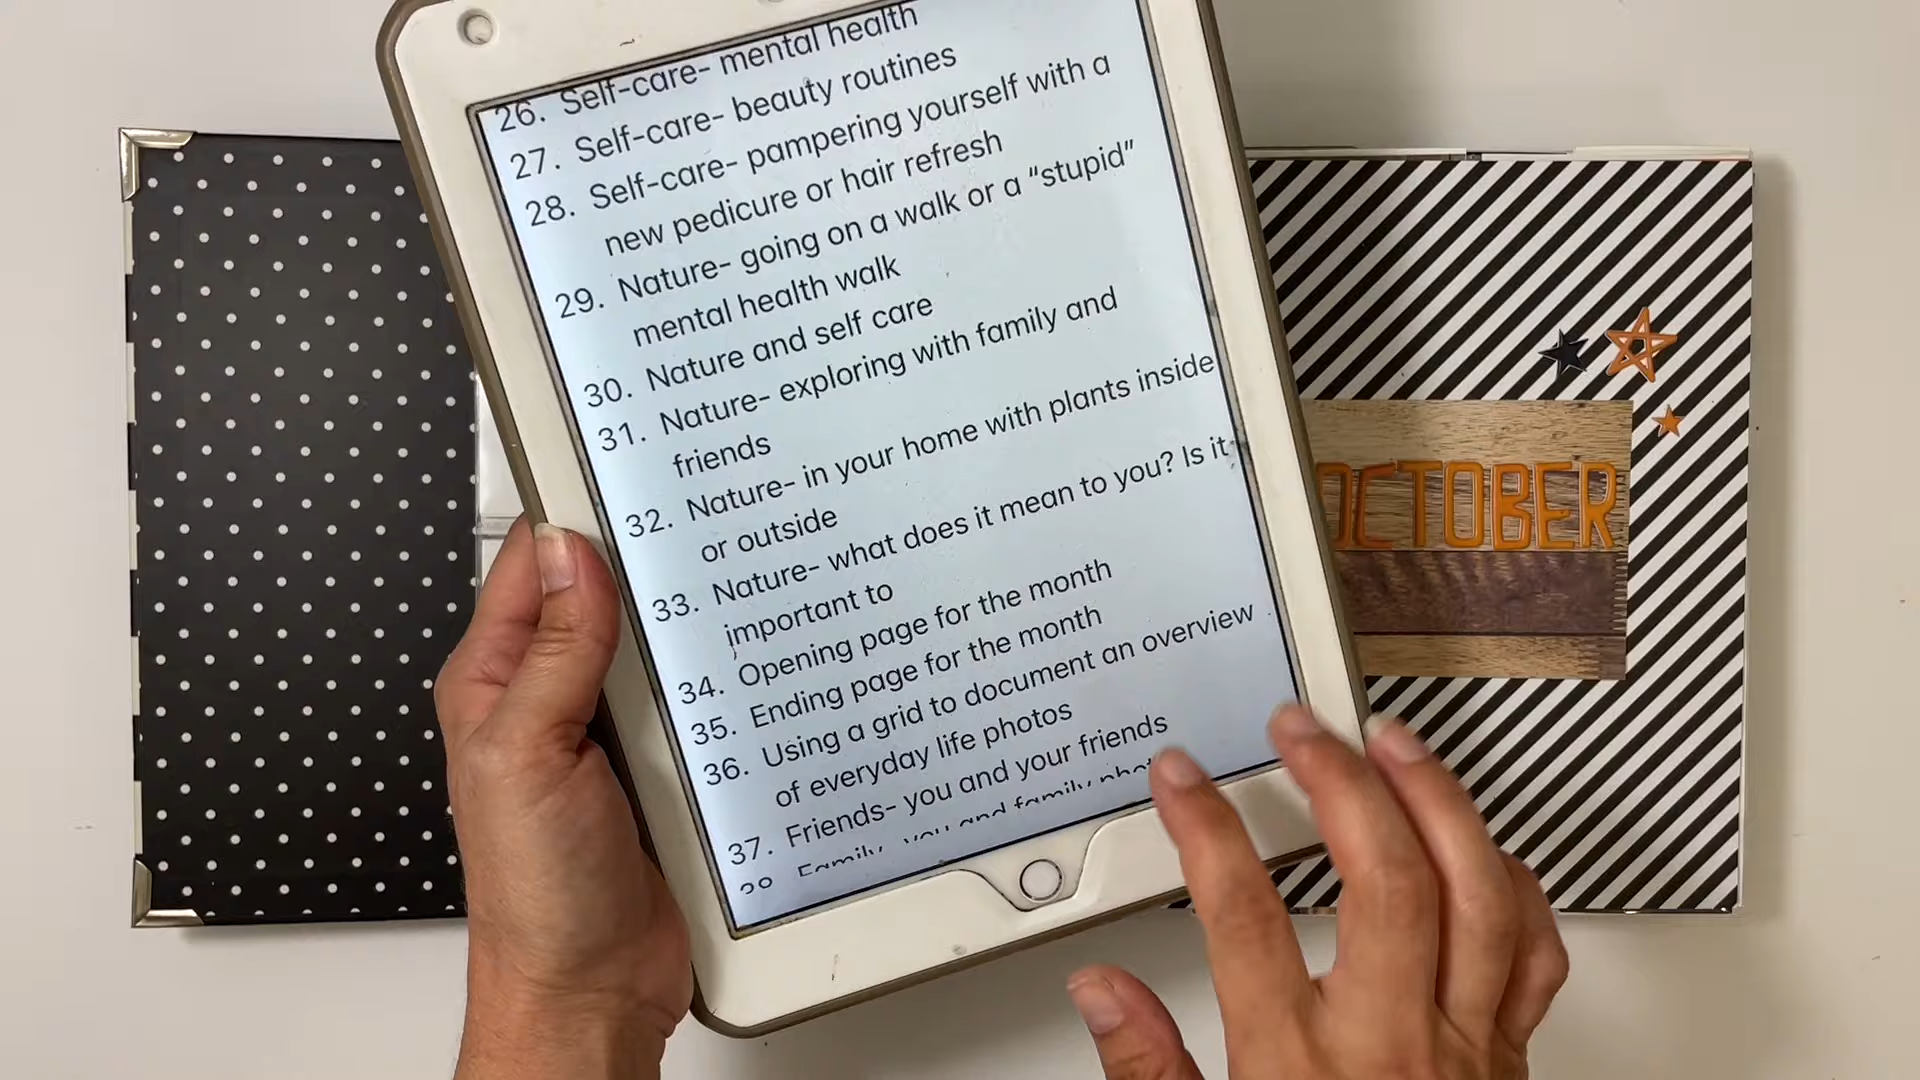 26. Self-care- mental health
27. Self-care- beauty routines
28. Self-care- pampering yourself with a
new pedicure or hair refresh
29. Nature- going on a walk or a "stupid"
mental health walk
30. Nature and self care
31. Nature- exploring with family and
friends
32. Nature- in your home with plants inside
or outside
33. Nature- what does it mean to you? Is it
important to
34. Opening page for the month
35. Ending page for the month
36. Using a grid to document an overview
of everyday life photos
37. Friends- you and your friends
Family- you and family
OCTOBER